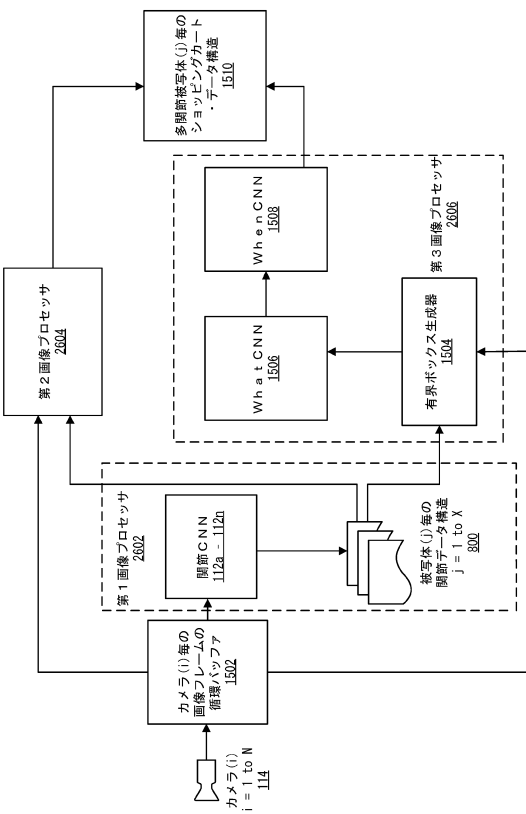 カメラ(i)
i = 1 to N
114
カメラ(i)毎の
画像フレームの
循環バッファ
1502
第1画像プロセッサ
2602
関節CNN
112a - 112n
被写体(j)毎の
関節データ構造
j = 1 to X
800
第2画像プロセッサ
2604
WhatCNN
1506
WhenCNN
1508
有界ボックス生成器
1504
第3画像プロセッサ
2606
多関節被写体(j)毎の
ショッピングカート
・データ構造
1510